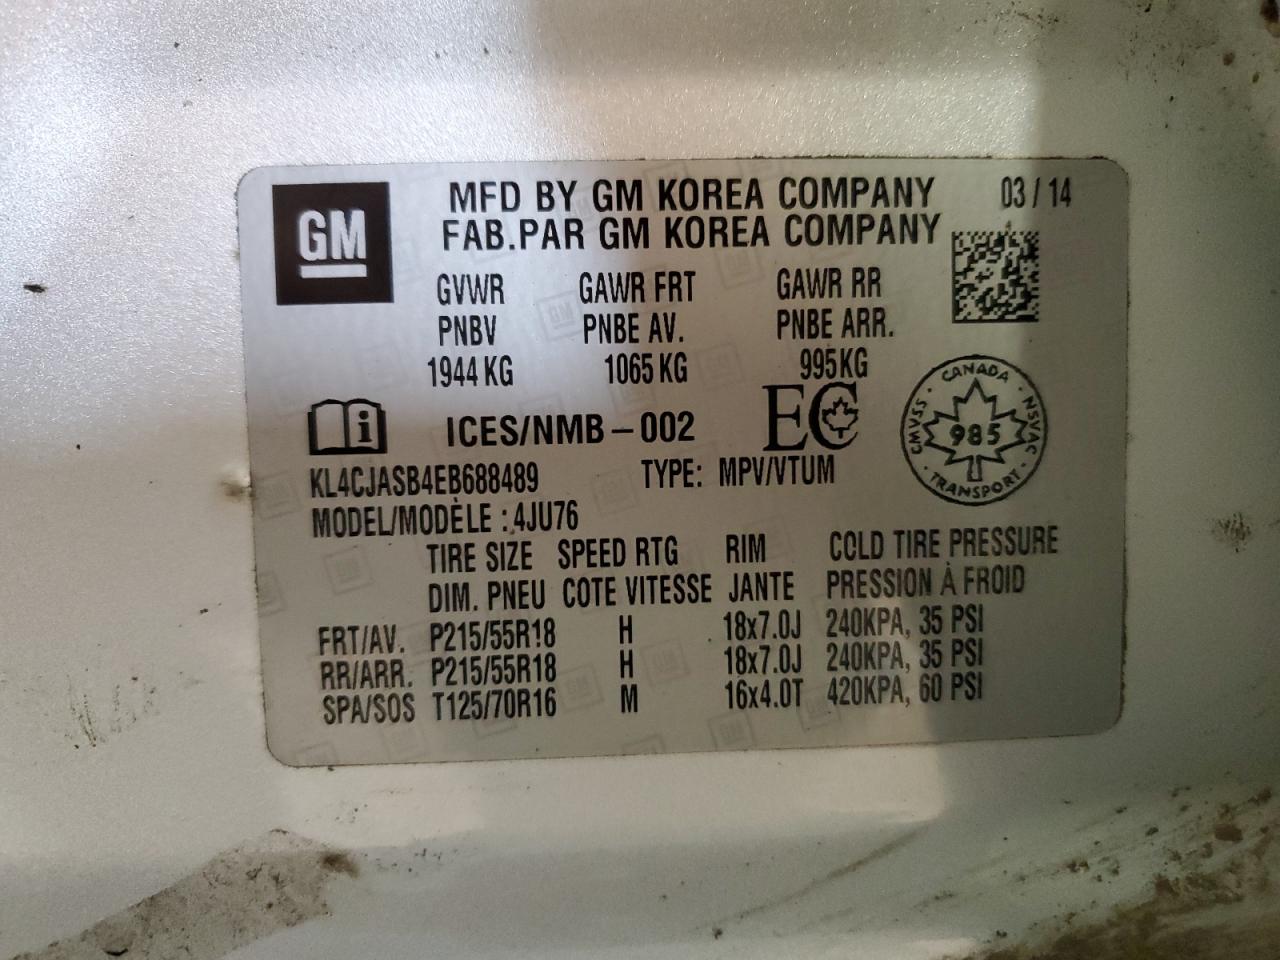 GM
MFD BY GM KOREA COMPANY 03/14
FAB.PAR GM KOREA COMPANY
GVWR GAWR FRT GAWR RR
PNBV PNBE AV. PNBE ARR.
1944 KG 1065 KG 995KG
i ICES/NMB-002 EC
CANADA CMVSS NSVAC 985 TRANSPORT
KL4CJASB4EB688489 TYPE: MPV/VTUM
MODEL/MODÈLE : 4JU76
TIRE SIZE SPEED RTG RIM COLD TIRE PRESSURE
DIM. PNEU COTE VITESSE JANTE PRESSION À FROID
FRT/AV. P215/55R18 H 18x7.0J 240KPA, 35 PSI
RR/ARR. P215/55R18 H 18x7.0J 240KPA, 35 PSI
SPA/SOS T125/70R16 M 16x4.0T 420KPA, 60 PSI